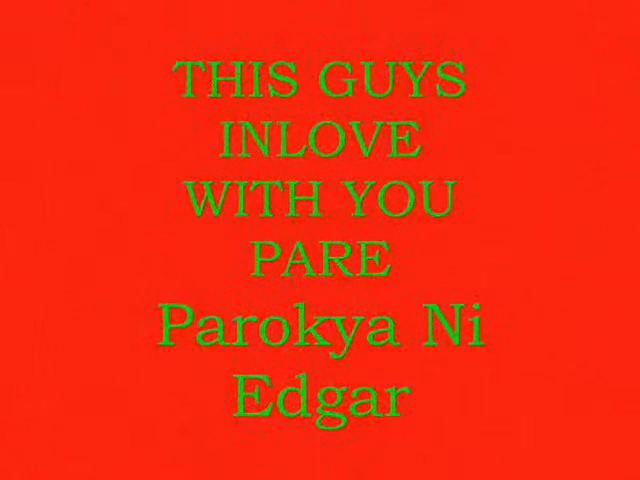 THIS GUYS
INLOVE
WITH YOU
PARE
Parokya Ni
Edgar